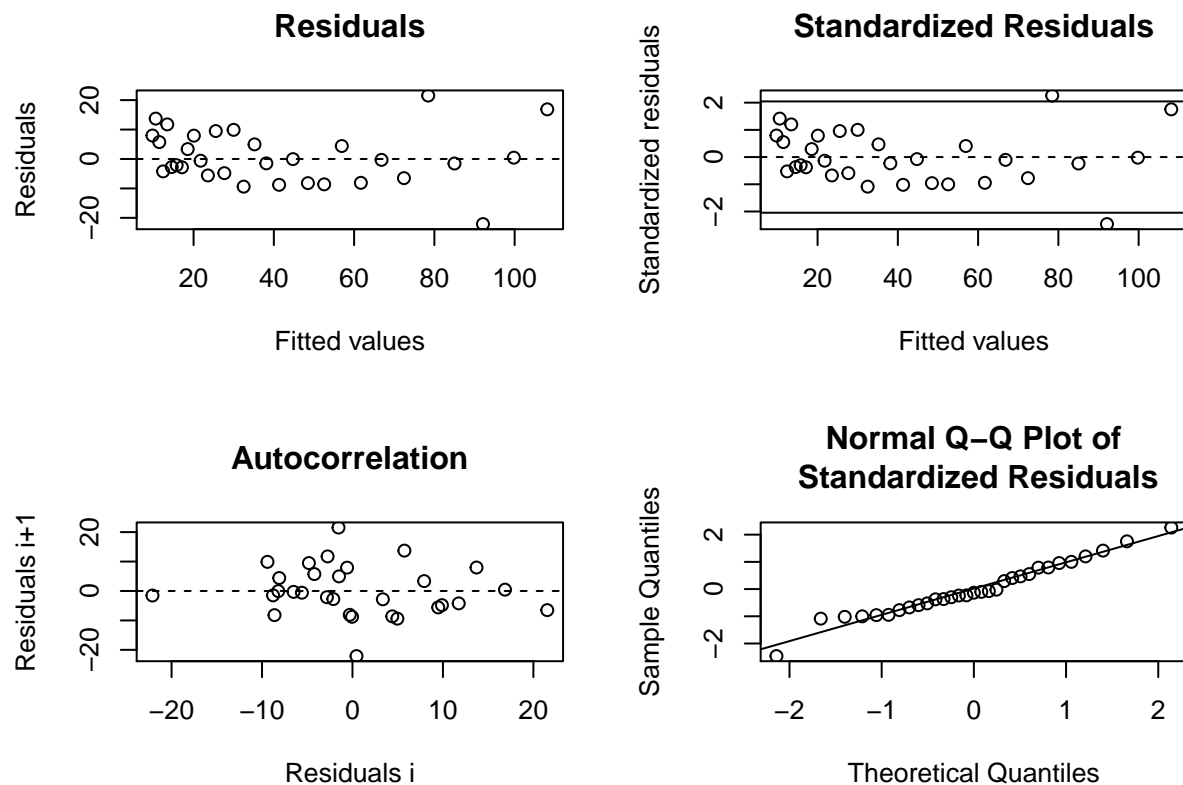 Residuals
Residuals
20
0
−20
20 40 60 80 100
Fitted values
Standardized Residuals
Standardized residuals
2
0
−2
20 40 60 80 100
Fitted values
Autocorrelation
Residuals i+1
20
0
−20
−20 −10 0 10 20
Residuals i
Normal Q−Q Plot of
Standardized Residuals
Sample Quantiles
2
0
−2
−2 −1 0 1 2
Theoretical Quantiles